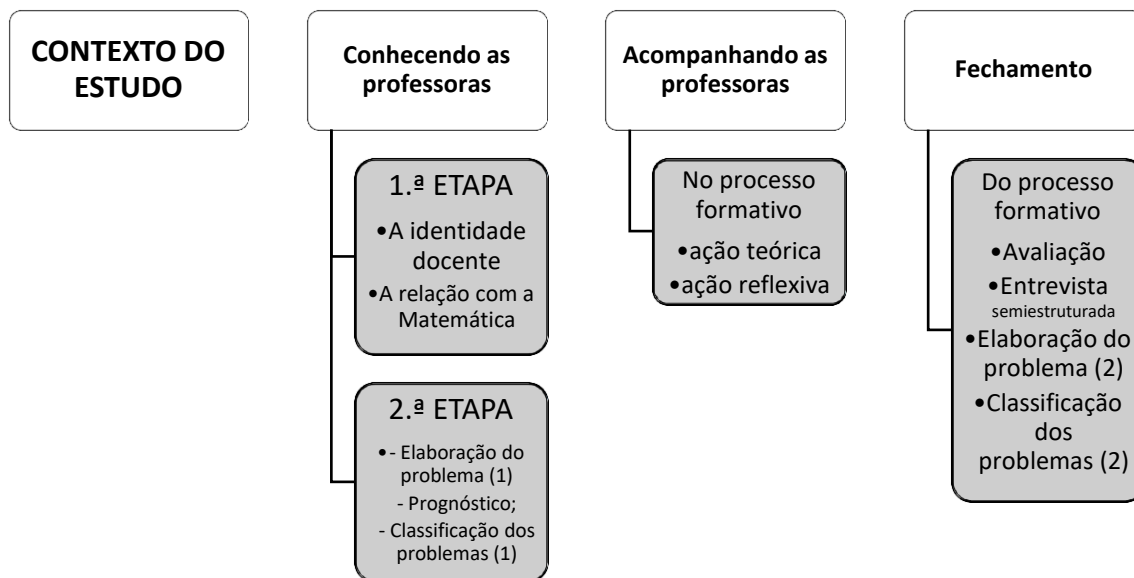 CONTEXTO DO
ESTUDO
Conhecendo as
professoras
1.ª ETAPA
•A identidade
docente
•A relação com a
Matemática
2.ª ETAPA
•- Elaboração do
problema (1)
- Prognóstico;
- Classificação dos
problemas (1)
Acompanhando as
professoras
No processo
formativo
•ação teórica
•ação reflexiva
Fechamento
Do processo
formativo
•Avaliação
•Entrevista
semiestruturada
•Elaboração do
problema (2)
•Classificação
dos
problemas (2)